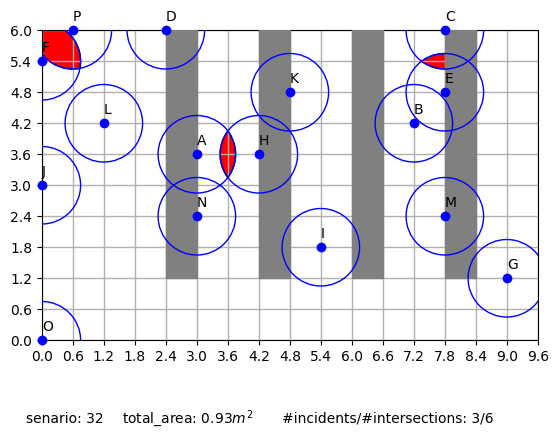 6.0 P D C
5.4 F
4.8 K E
4.2 L B
3.6 A H
3.0 J
2.4 N M
1.8 I
1.2 G
0.6
0.0 O
0.0 0.6 1.2 1.8 2.4 3.0 3.6 4.2 4.8 5.4 6.0 6.6 7.2 7.8 8.4 9.0 9.6
senario: 32 total_area: 0.93m² #incidents/#intersections: 3/6